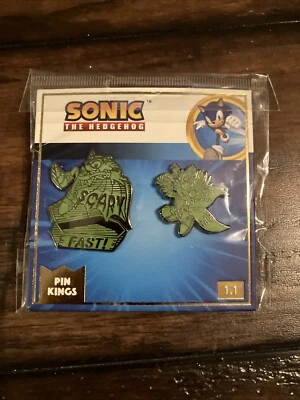 SONIC
THE HEDGEHOG
SCARY
FAST!
PIN
KINGS
1.1